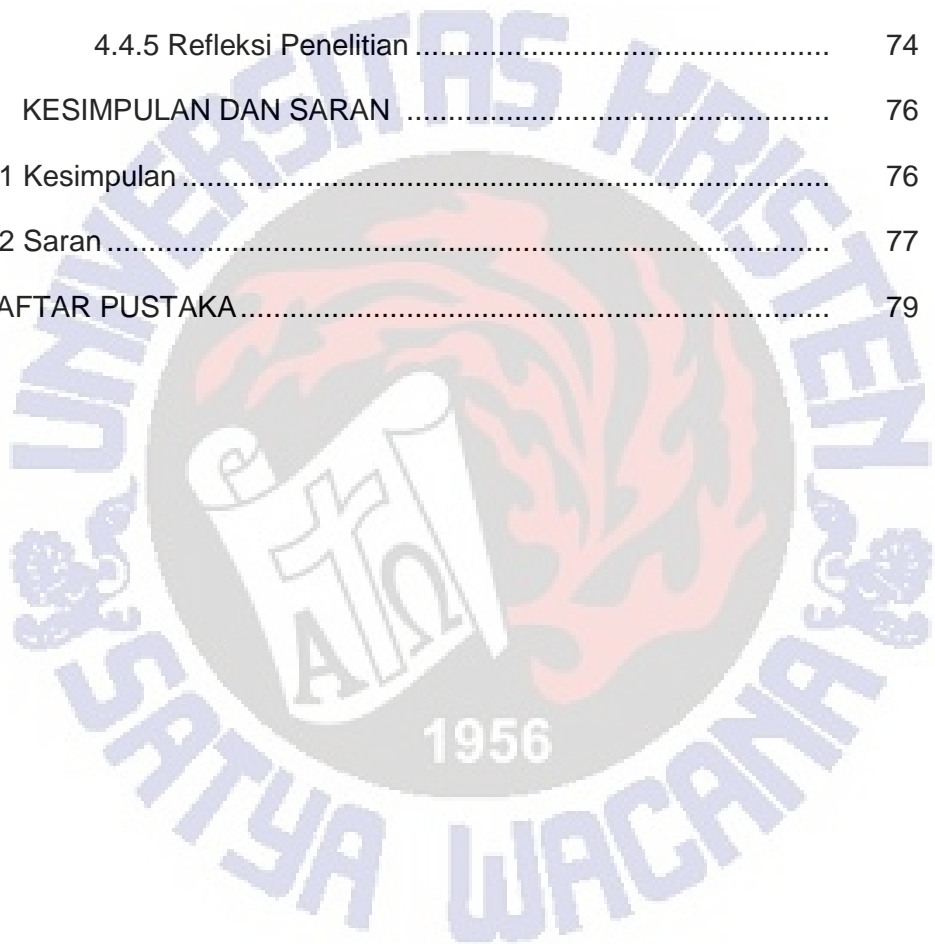 4.4.5 Refleksi Penelitian ................................................ 74
KESIMPULAN DAN SARAN ................................................ 76
1 Kesimpulan ................................................ 76
2 Saran ................................................ 77
AFTAR PUSTAKA ................................................ 79
UNIVERSITAS KRISTEN
Α Ω
1956
SATYA WACANA